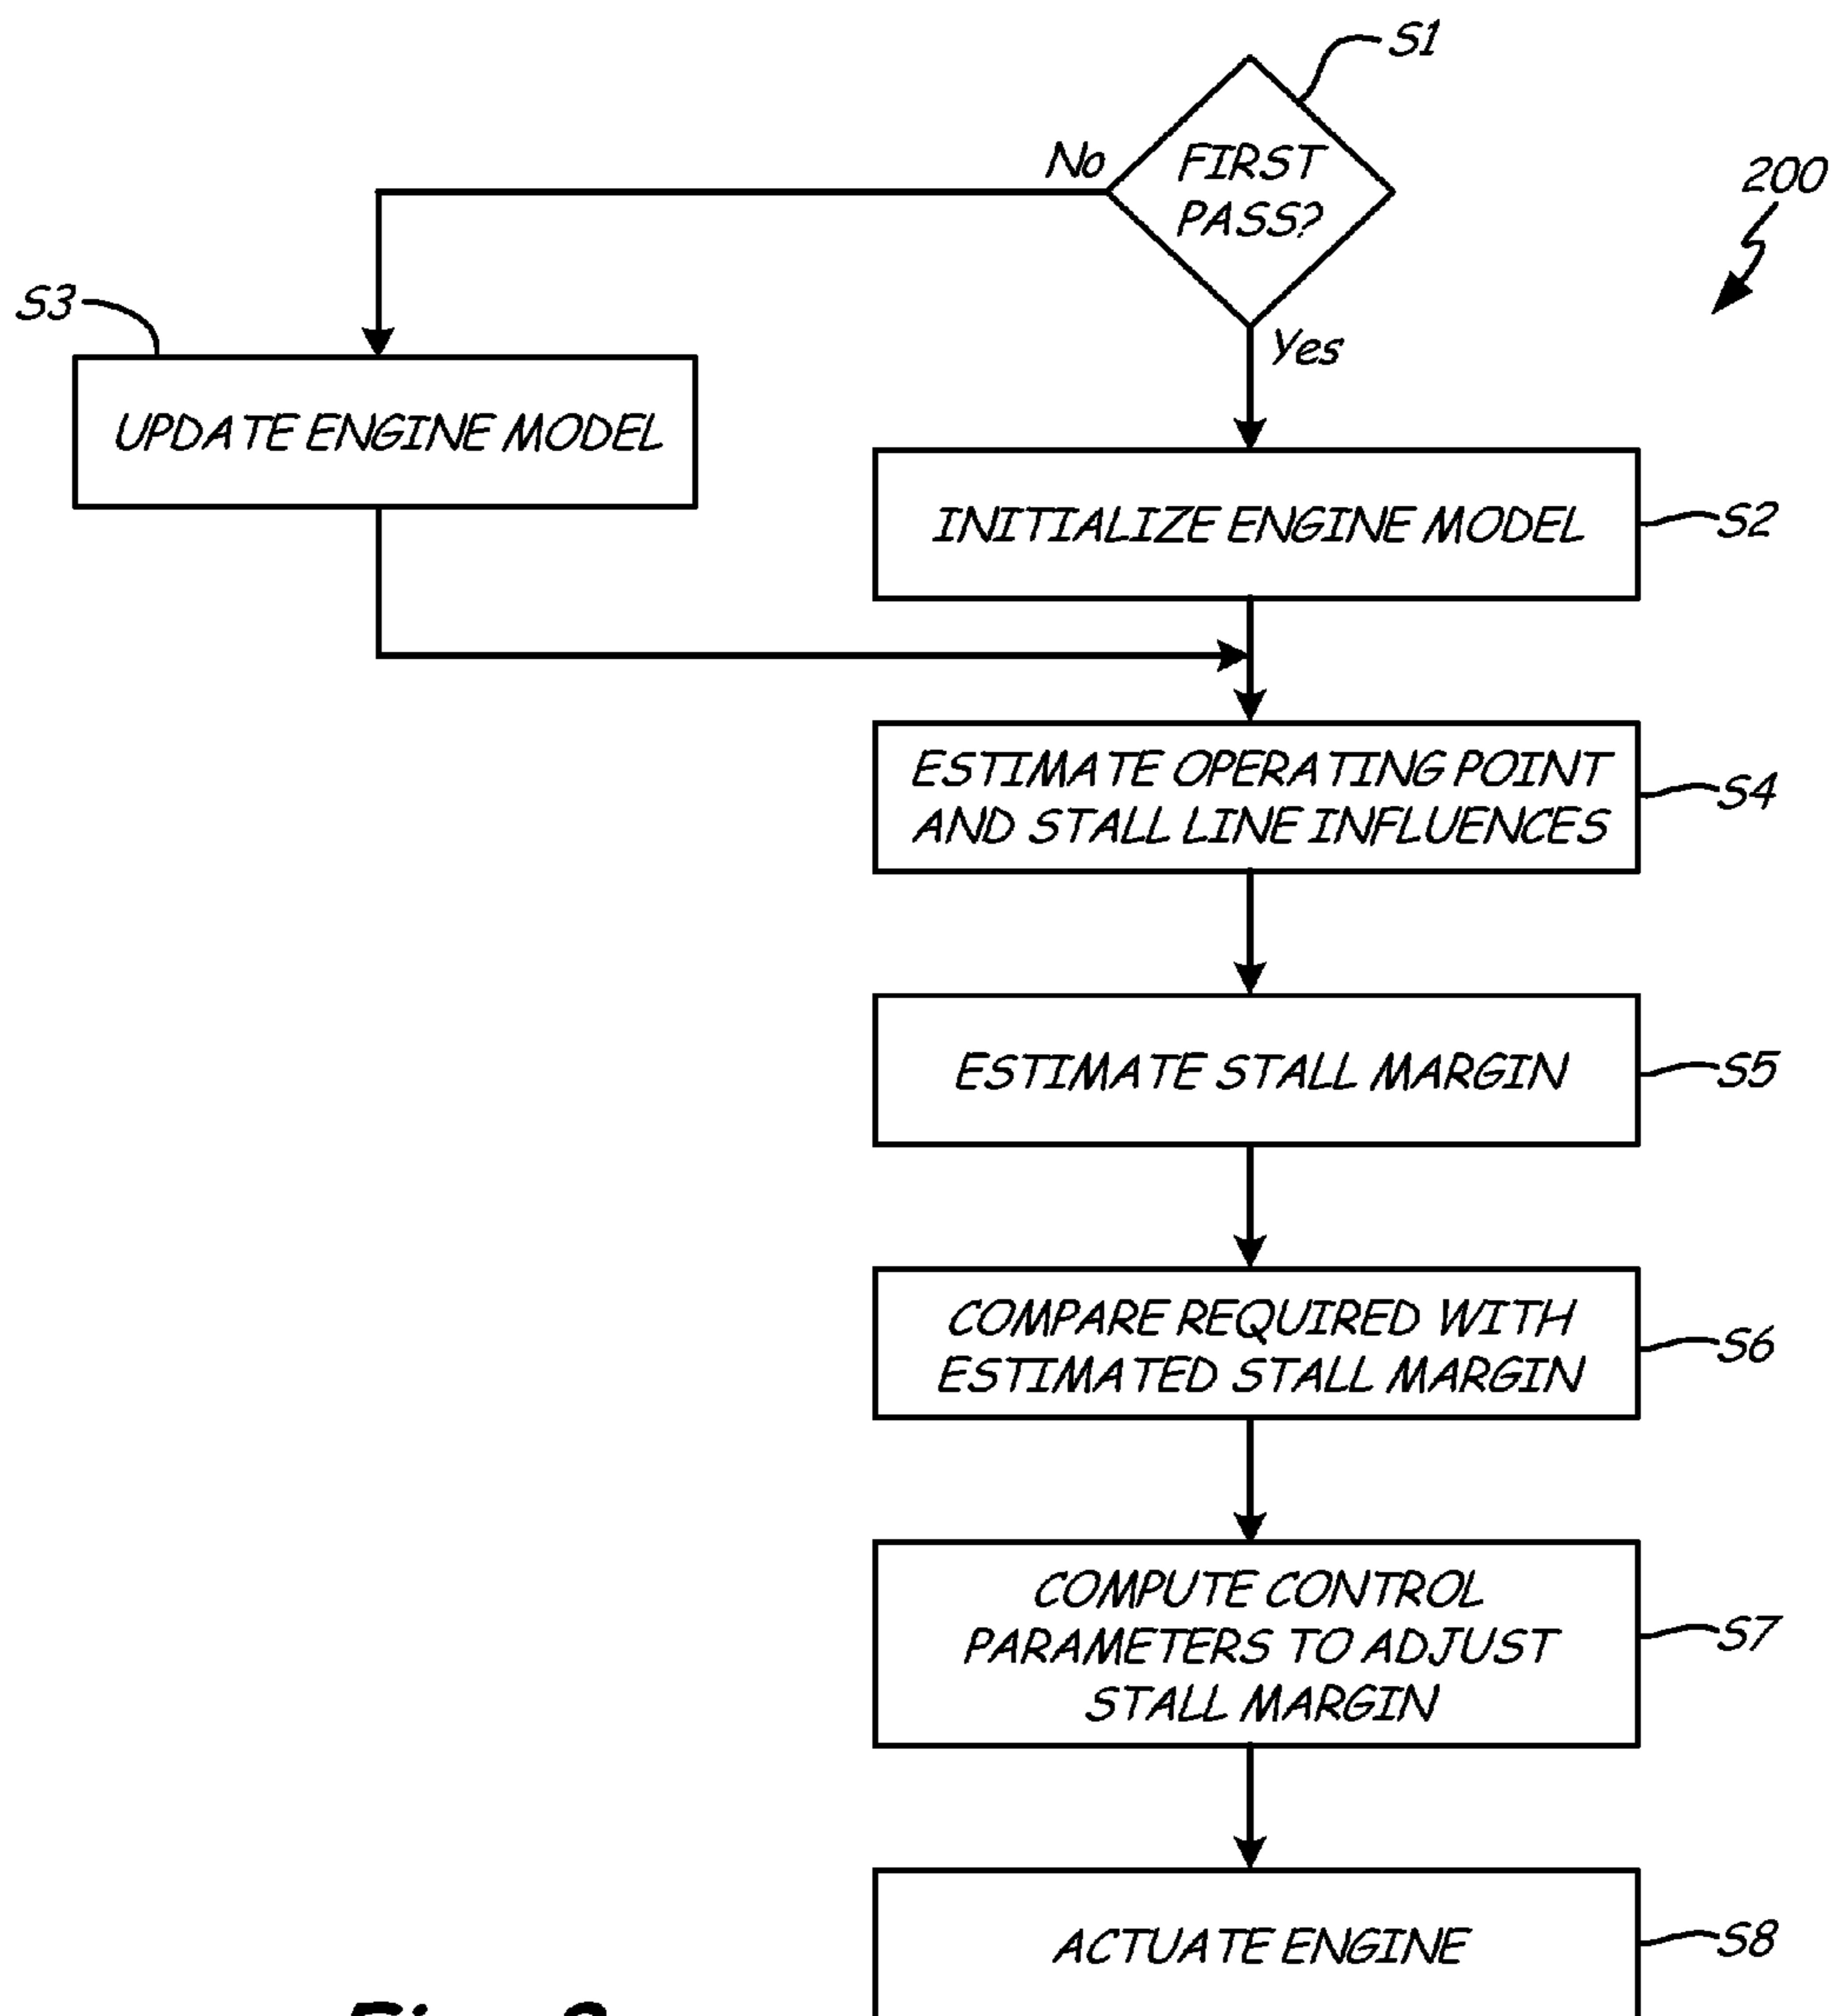 S1
No
FIRST
PASS?
200
Yes
S3
UPDATE ENGINE MODEL
INITIALIZE ENGINE MODEL
S2
ESTIMATE OPERATING POINT
AND STALL LINE INFLUENCES
S4
ESTIMATE STALL MARGIN
S5
COMPARE REQUIRED WITH
ESTIMATED STALL MARGIN
S6
COMPUTE CONTROL
PARAMETERS TO ADJUST
STALL MARGIN
S7
ACTUATE ENGINE
S8